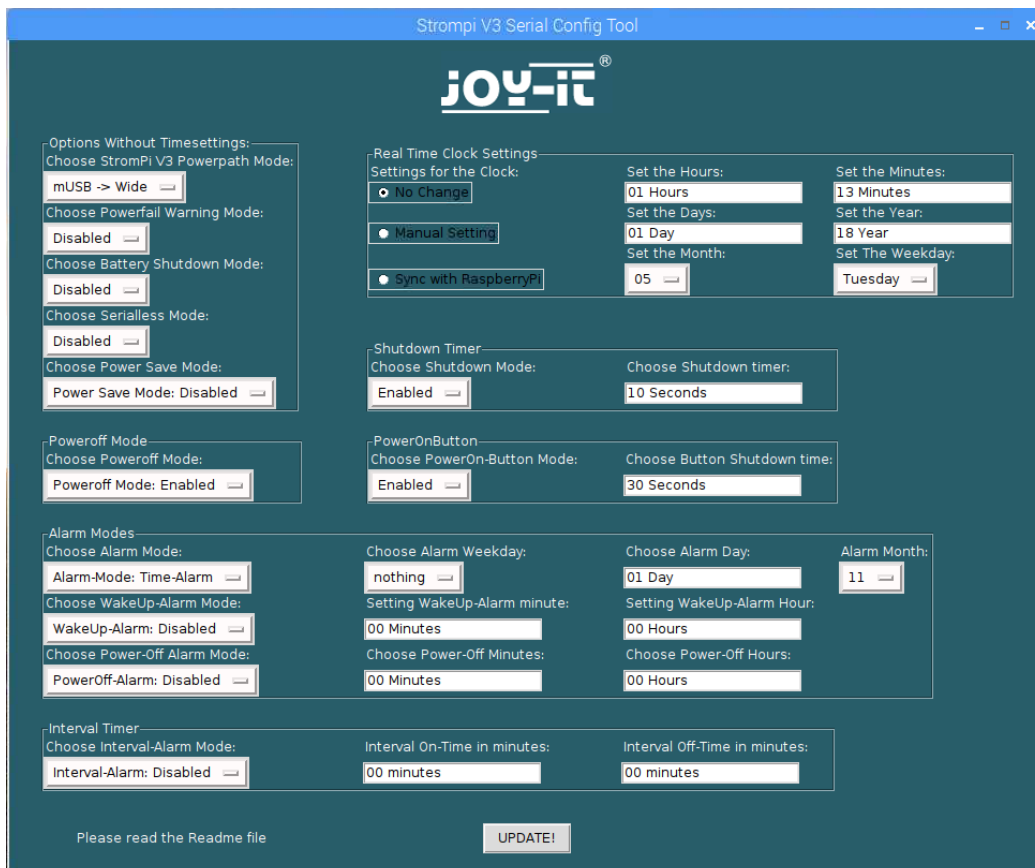 Strompi V3 Serial Config Tool
JOY-iT®
Options Without Timesettings:
Choose StromPi V3 Powerpath Mode:
mUSB -> Wide
Choose Powerfail Warning Mode:
Disabled
Choose Battery Shutdown Mode:
Disabled
Choose Serialless Mode:
Disabled
Choose Power Save Mode:
Power Save Mode: Disabled
Real Time Clock Settings
Settings for the Clock: Set the Hours: Set the Minutes:
No Change 01 Hours 13 Minutes
Set the Days: Set the Year:
Manual Setting 01 Day 18 Year
Set the Month: Set The Weekday:
Sync with RaspberryPi 05 Tuesday
Shutdown Timer
Choose Shutdown Mode: Choose Shutdown timer:
Enabled 10 Seconds
Poweroff Mode
Choose Poweroff Mode:
Poweroff Mode: Enabled
PowerOnButton
Choose PowerOn-Button Mode: Choose Button Shutdown time:
Enabled 30 Seconds
Alarm Modes
Choose Alarm Mode: Choose Alarm Weekday: Choose Alarm Day: Alarm Month:
Alarm-Mode: Time-Alarm nothing 01 Day 11
Choose WakeUp-Alarm Mode: Setting WakeUp-Alarm minute: Setting WakeUp-Alarm Hour:
WakeUp-Alarm: Disabled 00 Minutes 00 Hours
Choose Power-Off Alarm Mode: Choose Power-Off Minutes: Choose Power-Off Hours:
PowerOff-Alarm: Disabled 00 Minutes 00 Hours
Interval Timer
Choose Interval-Alarm Mode: Interval On-Time in minutes: Interval Off-Time in minutes:
Interval-Alarm: Disabled 00 minutes 00 minutes
Please read the Readme file UPDATE!